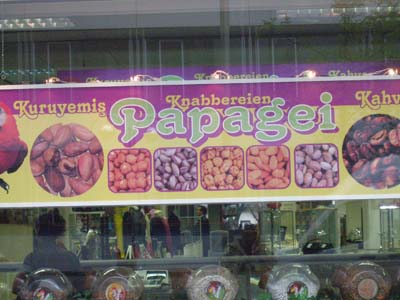 Kuruyemiş Knabbereien Kahv
Papagei